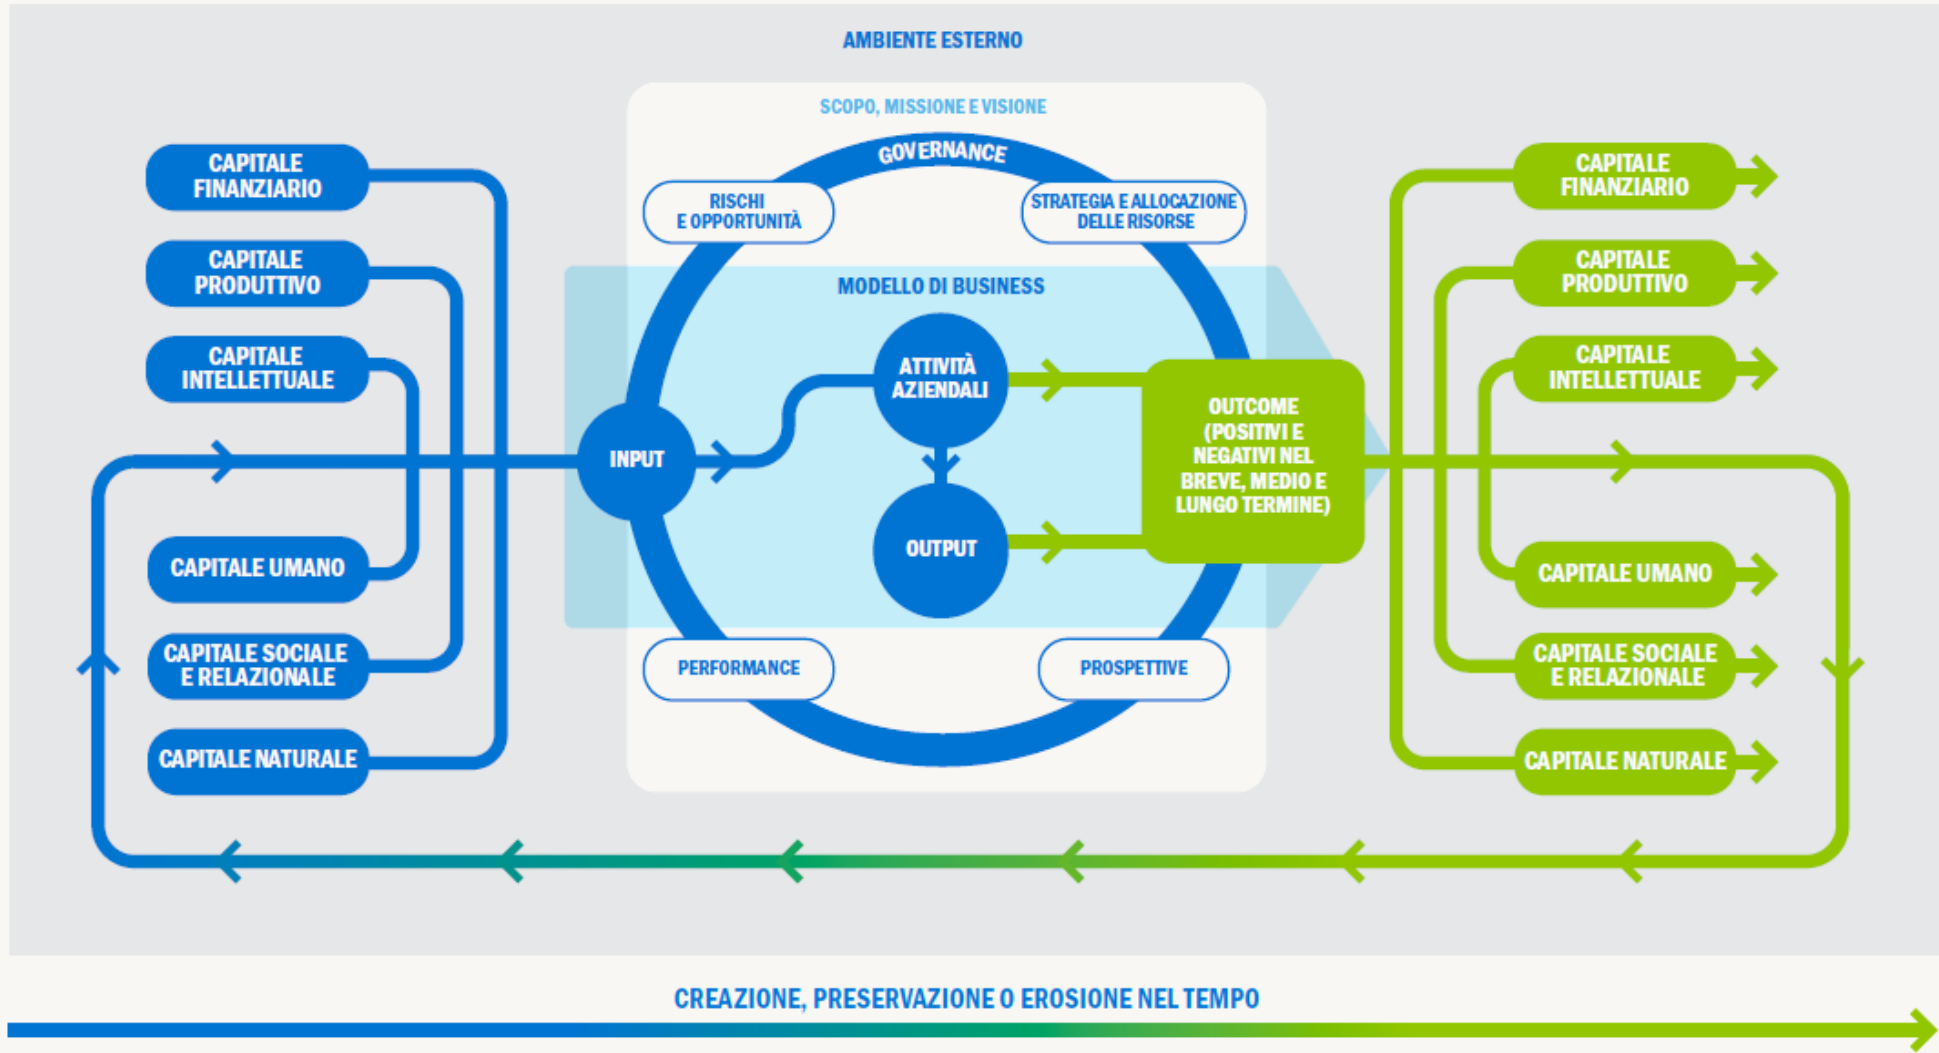 AMBIENTE ESTERNO
SCOPO, MISSIONE E VISIONE
GOVERNANCE
RISCHI
E OPPORTUNITÀ
STRATEGIA E ALLOCAZIONE
DELLE RISORSE
CAPITALE
FINANZIARIO
CAPITALE
PRODUTTIVO
CAPITALE
INTELLETTUALE
CAPITALE UMANO
CAPITALE SOCIALE
E RELAZIONALE
CAPITALE NATURALE
MODELLO DI BUSINESS
INPUT
ATTIVITÀ
AZIENDALI
OUTPUT
OUTCOME
(POSITIVI E
NEGATIVI NEL
BREVE, MEDIO E
LUNGO TERMINE)
PERFORMANCE
PROSPETTIVE
CAPITALE
FINANZIARIO
CAPITALE
PRODUTTIVO
CAPITALE
INTELLETTUALE
CAPITALE UMANO
CAPITALE SOCIALE
E RELAZIONALE
CAPITALE NATURALE
CREAZIONE, PRESERVAZIONE O EROSIONE NEL TEMPO